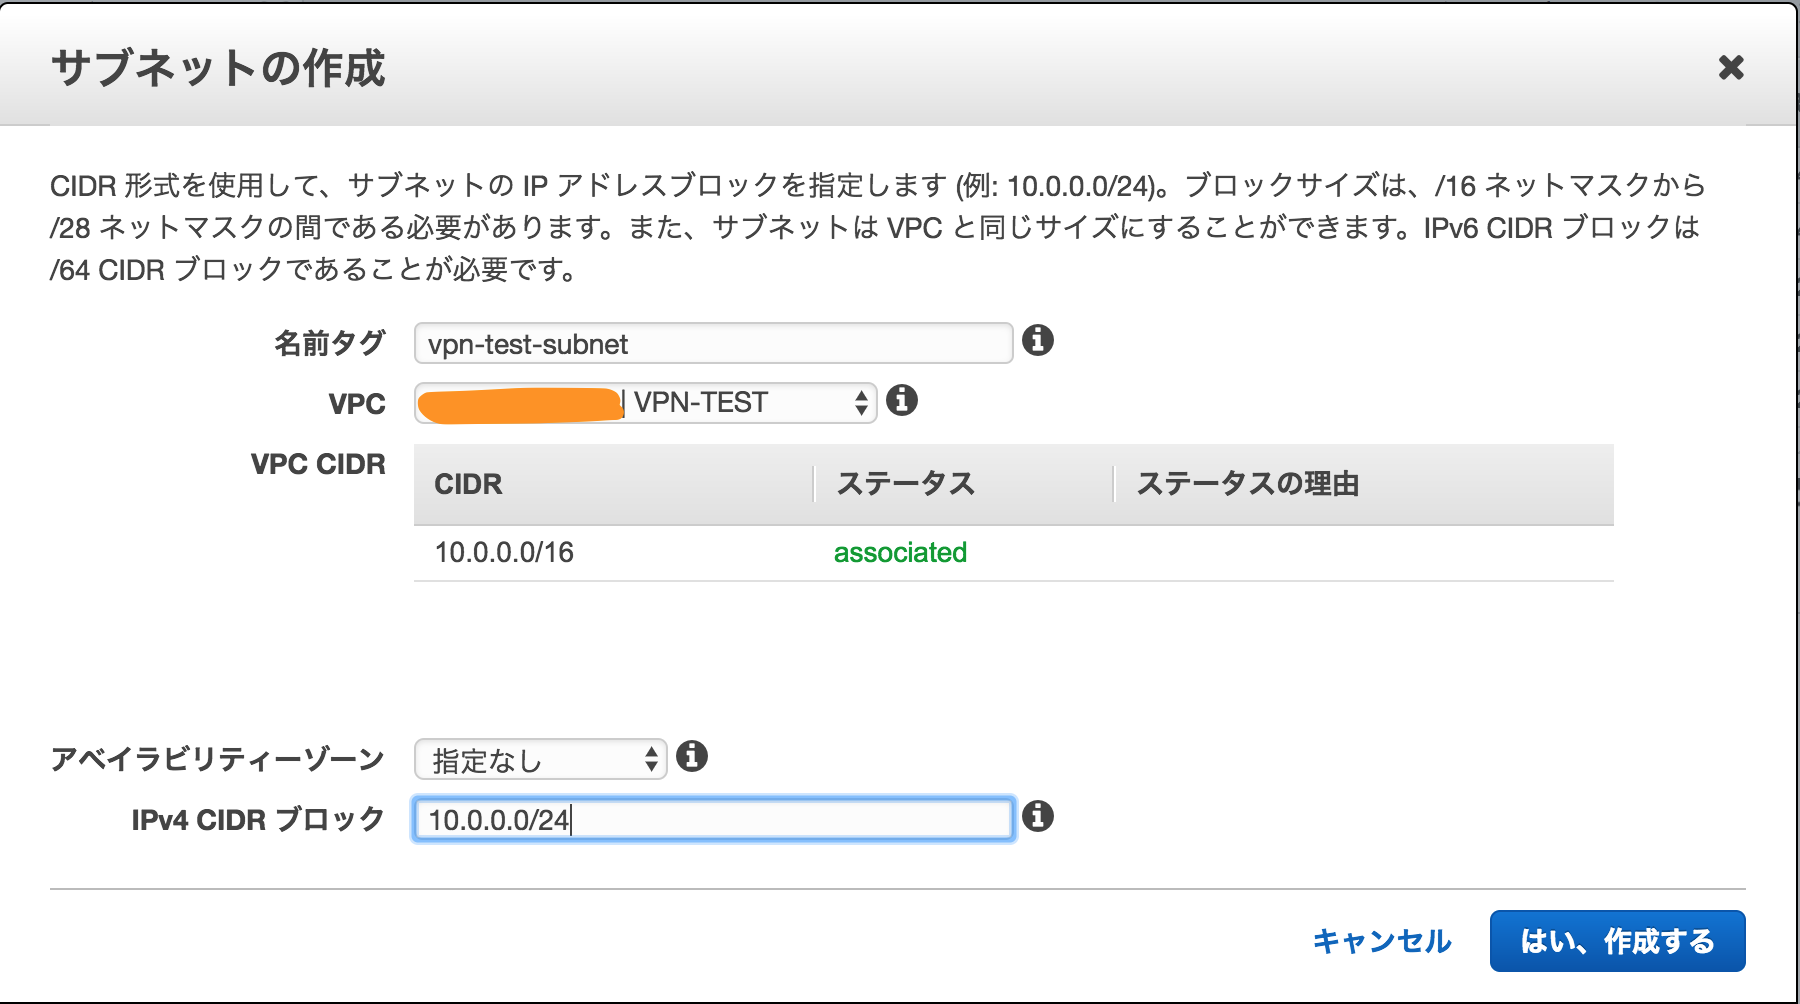 サブネットの作成
CIDR 形式を使用して、サブネットの IP アドレスブロックを指定します (例: 10.0.0.0/24)。ブロックサイズは、/16 ネットマスクから
/28 ネットマスクの間である必要があります。また、サブネットは VPC と同じサイズにすることができます。IPv6 CIDR ブロックは
/64 CIDR ブロックであることが必要です。
名前タグ vpn-test-subnet
VPC | VPN-TEST
VPC CIDR
CIDR ステータス ステータスの理由
10.0.0.0/16 associated
アベイラビリティーゾーン 指定なし
IPv4 CIDR ブロック 10.0.0.0/24
キャンセル はい、作成する